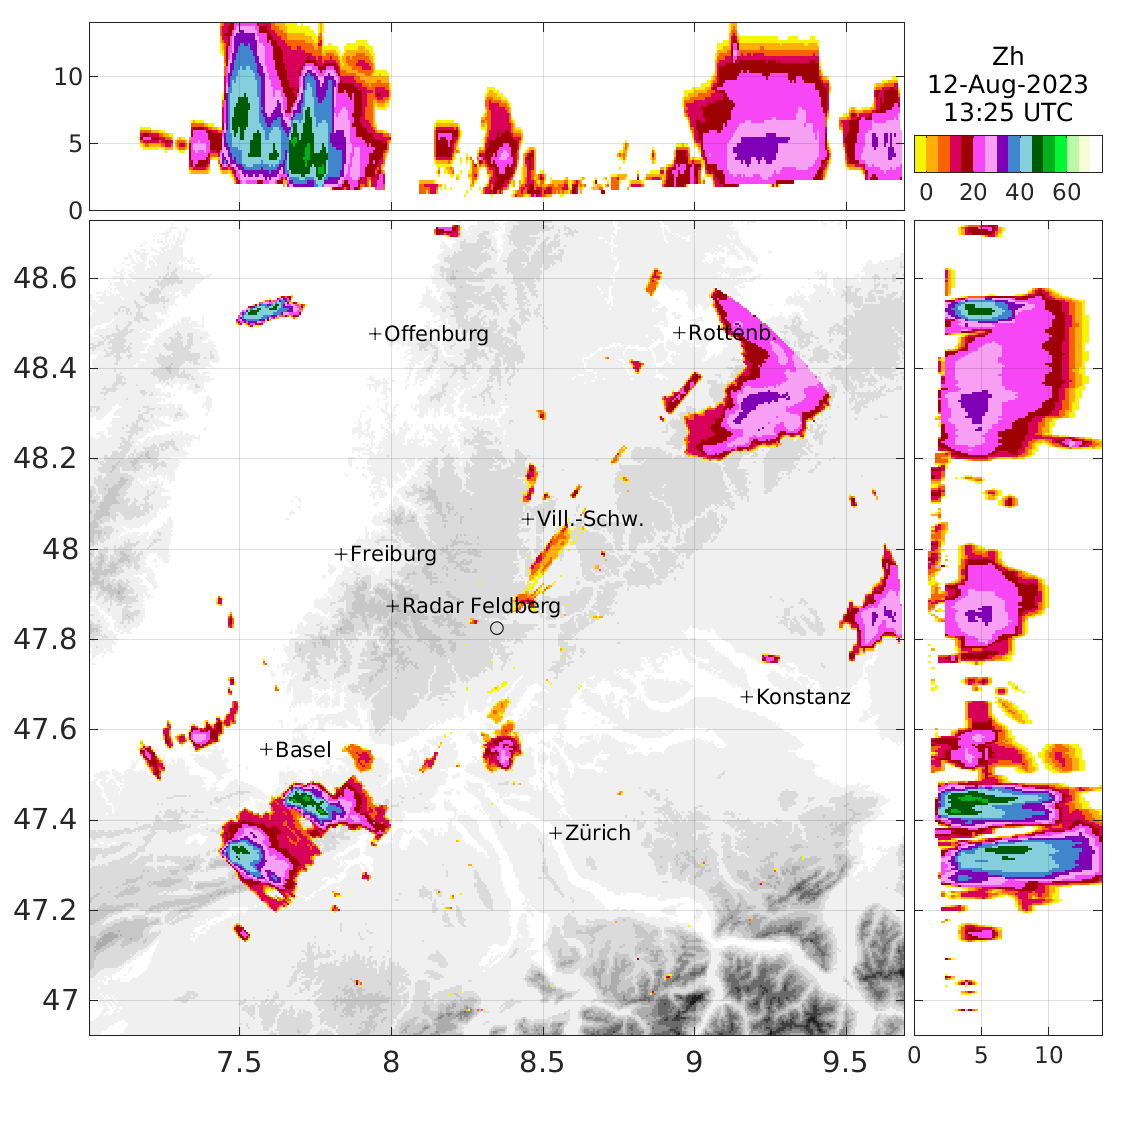 Zh
12-Aug-2023
13:25 UTC
0 20 40 60
10
5
0
48.6
48.4
48.2
48
47.8
47.6
47.4
47.2
47
Offenburg
Rottenb.
Vill.-Schw.
Freiburg
Radar Feldberg
Konstanz
Basel
Zürich
7.5 8 8.5 9 9.5
0 5 10